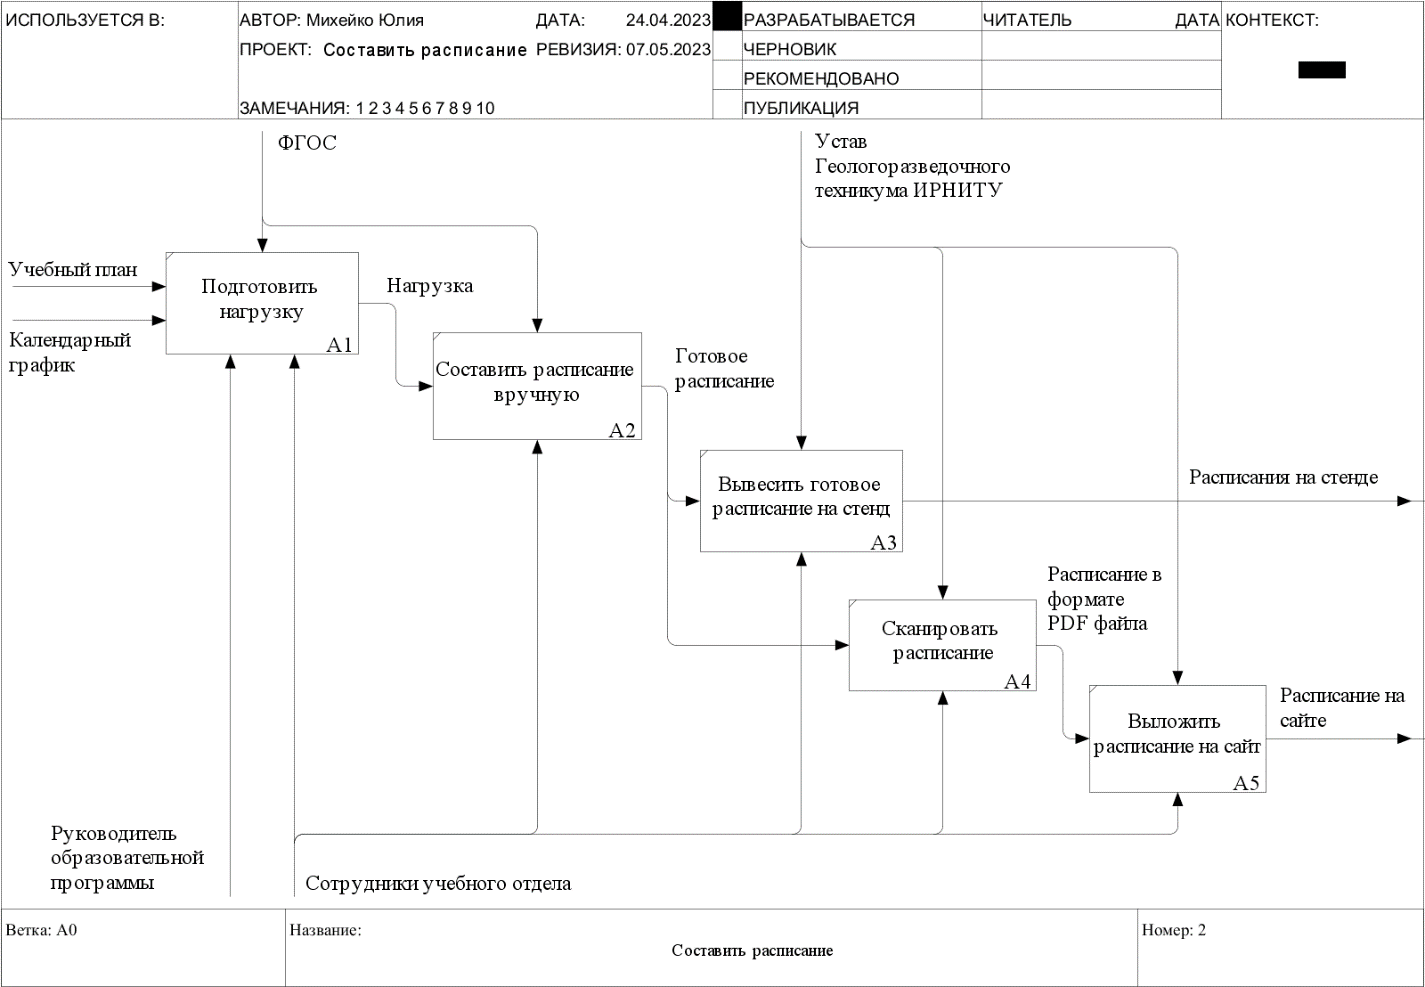 ИСПОЛЬЗУЕТСЯ В:
АВТОР: Михейко Юлия
ДАТА: 24.04.2023
РАЗРАБАТЫВАЕТСЯ
ЧИТАТЕЛЬ
ДАТА
КОНТЕКСТ:
ПРОЕКТ: Составить расписание
РЕВИЗИЯ: 07.05.2023
ЧЕРНОВИК
РЕКОМЕНДОВАНО
ЗАМЕЧАНИЯ: 1 2 3 4 5 6 7 8 9 10
ПУБЛИКАЦИЯ
ФГОС
Устав
Геологоразведочного
техникума ИРНИТУ
Учебный план
Календарный
график
Подготовить
нагрузку
A1
Нагрузка
Составить расписание
вручную
A2
Готовое
расписание
Вывесить готовое
расписание на стенд
A3
Расписания на стенде
Сканировать
расписание
A4
Расписание в
формате
PDF файла
Выложить
расписание на сайт
A5
Расписание на
сайте
Руководитель
образовательной
программы
Сотрудники учебного отдела
Ветка: A0
Название:
Составить расписание
Номер: 2